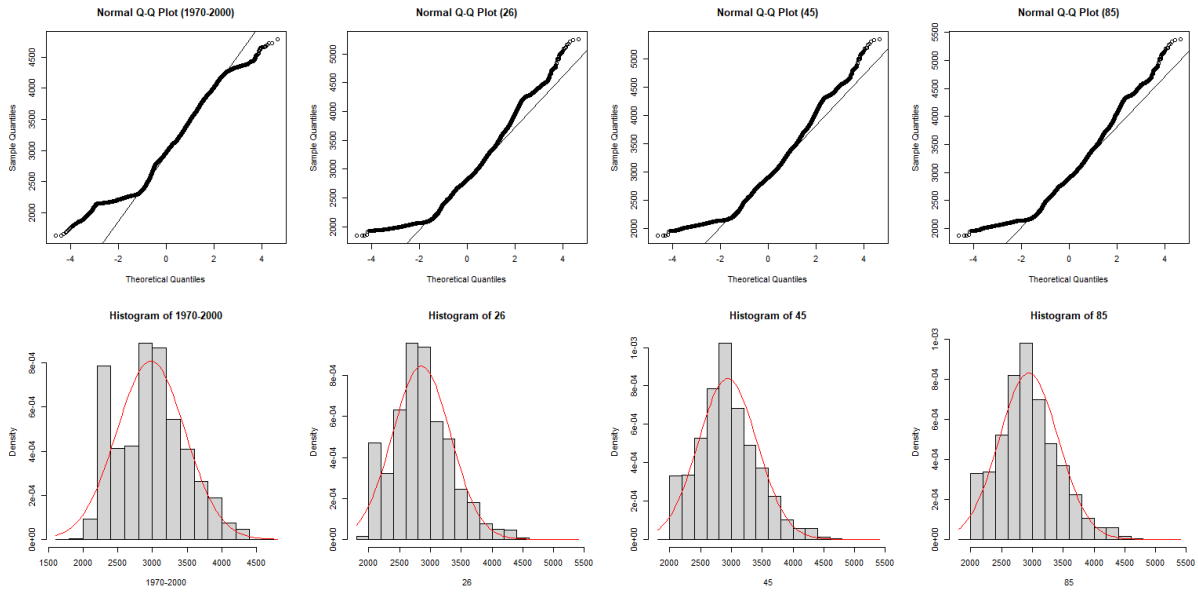 Normal Q-Q Plot (1970-2000)
Sample Quantiles
2000 2500 3000 3500 4000 4500
-4 -2 0 2 4
Theoretical Quantiles
Normal Q-Q Plot (26)
Sample Quantiles
2000 2500 3000 3500 4000 4500 5000
-4 -2 0 2 4
Theoretical Quantiles
Normal Q-Q Plot (45)
Sample Quantiles
2000 2500 3000 3500 4000 4500 5000 5500
-4 -2 0 2 4
Theoretical Quantiles
Normal Q-Q Plot (85)
Sample Quantiles
2000 2500 3000 3500 4000 4500 5000 5500
-4 -2 0 2 4
Theoretical Quantiles
Histogram of 1970-2000
Density
0e+00 2e-04 4e-04 6e-04 8e-04
1500 2000 2500 3000 3500 4000 4500
1970-2000
Histogram of 26
Density
0e+00 2e-04 4e-04 6e-04 8e-04
2000 2500 3000 3500 4000 4500 5000 5500
26
Histogram of 45
Density
0e+00 2e-04 4e-04 6e-04 8e-04 1e-03
2000 2500 3000 3500 4000 4500 5000 5500
45
Histogram of 85
Density
0e+00 2e-04 4e-04 6e-04 8e-04 1e-03
2000 2500 3000 3500 4000 4500 5000 5500
85